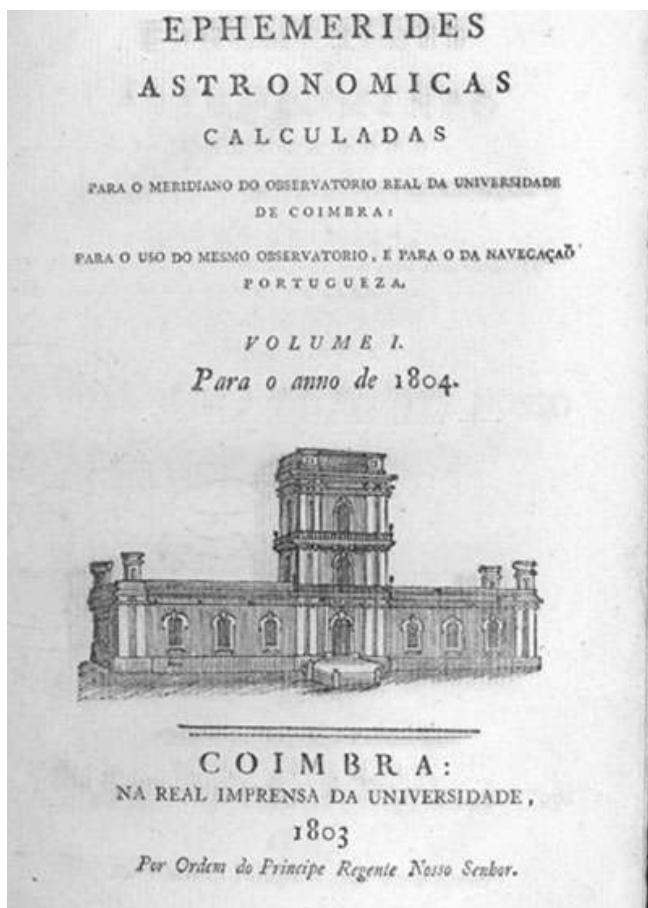 EPHEMERIDES
ASTRONOMICAS
CALCULADAS
PARA O MERIDIANO DO OBSERVATORIO REAL DA UNIVERSIDADE
DE COIMBRA:
PARA O USO DO MESMO OBSERVATORIO, E PARA O DA NAVEGAÇAÕ
PORTUGUEZA.
VOLUME I.
Para o anno de 1804.
COIMBRA:
NA REAL IMPRENSA DA UNIVERSIDADE,
1803
Por Ordem do Principe Regente Nosso Senhor.